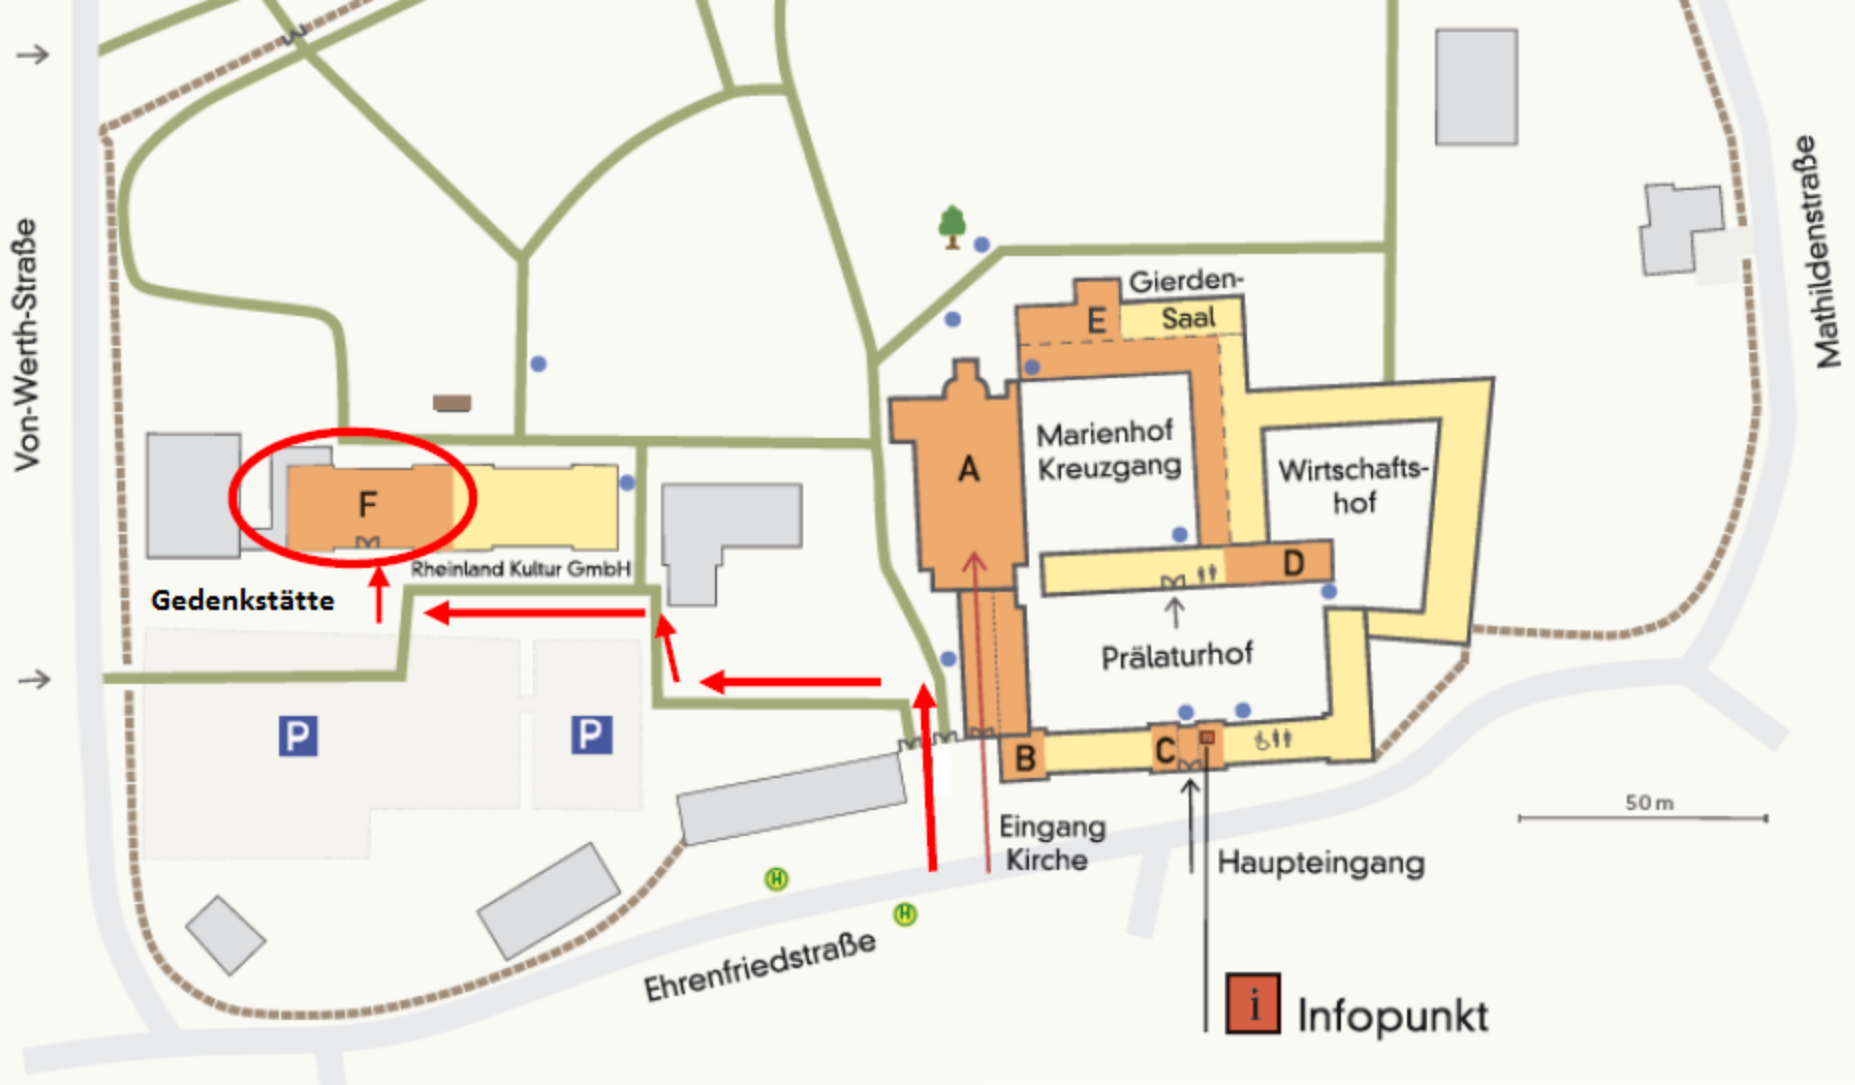 Von-Werth-Straße
Mathildenstraße
Gierden-
Saal
E
Marienhof
Kreuzgang
A
Wirtschafts-
hof
F
D
Rheinland Kultur GmbH
Gedenkstätte
Prälaturhof
P
P
B
C
50 m
Eingang
Kirche
Haupteingang
H
H
Ehrenfriedstraße
i
Infopunkt